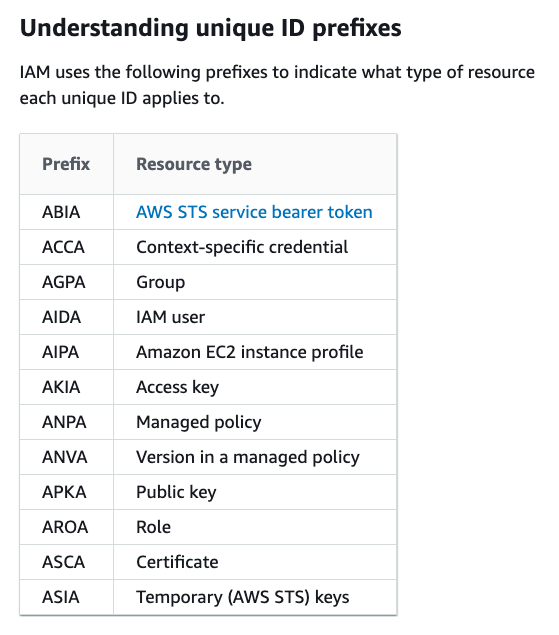 Understanding unique ID prefixes
IAM uses the following prefixes to indicate what type of resource
each unique ID applies to.
Prefix Resource type
ABIA AWS STS service bearer token
ACCA Context-specific credential
AGPA Group
AIDA IAM user
AIPA Amazon EC2 instance profile
AKIA Access key
ANPA Managed policy
ANVA Version in a managed policy
APKA Public key
AROA Role
ASCA Certificate
ASIA Temporary (AWS STS) keys